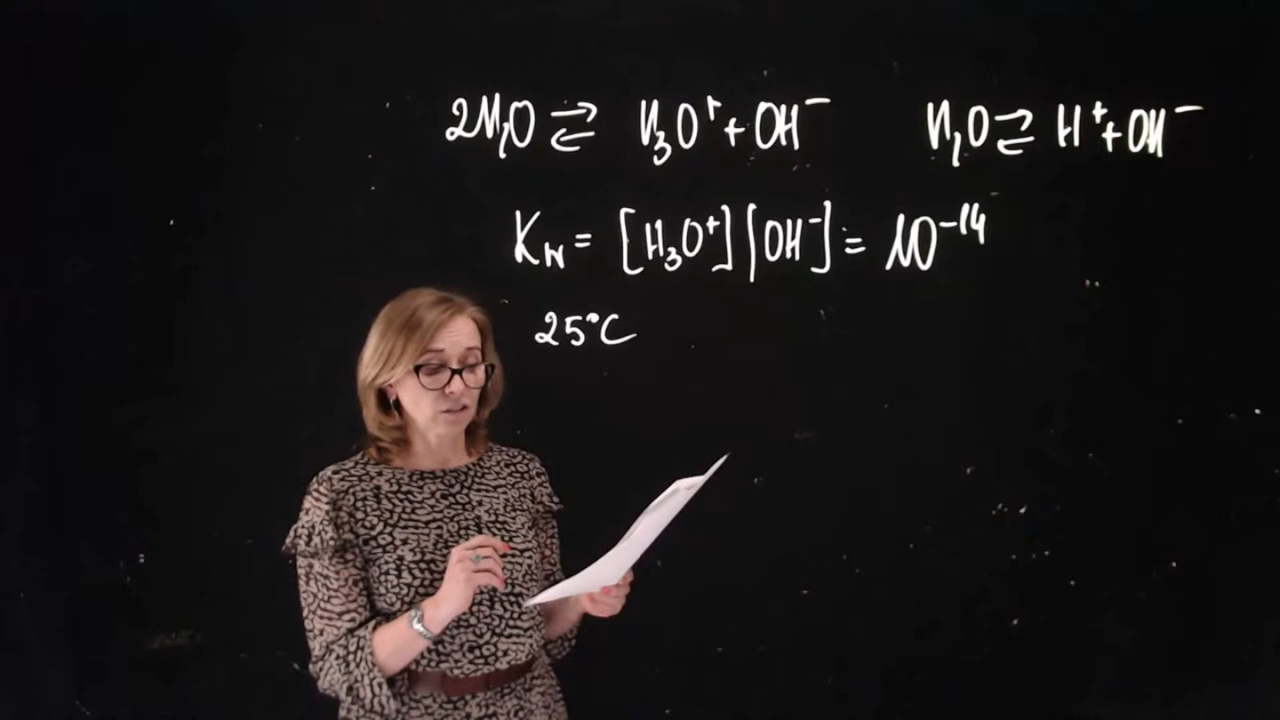 2H₂O ⇌ H₃O⁺ + OH⁻ H₂O ⇌ H⁺ + OH⁻
Kw = [H₃O⁺][OH⁻] = 10⁻¹⁴
25°C